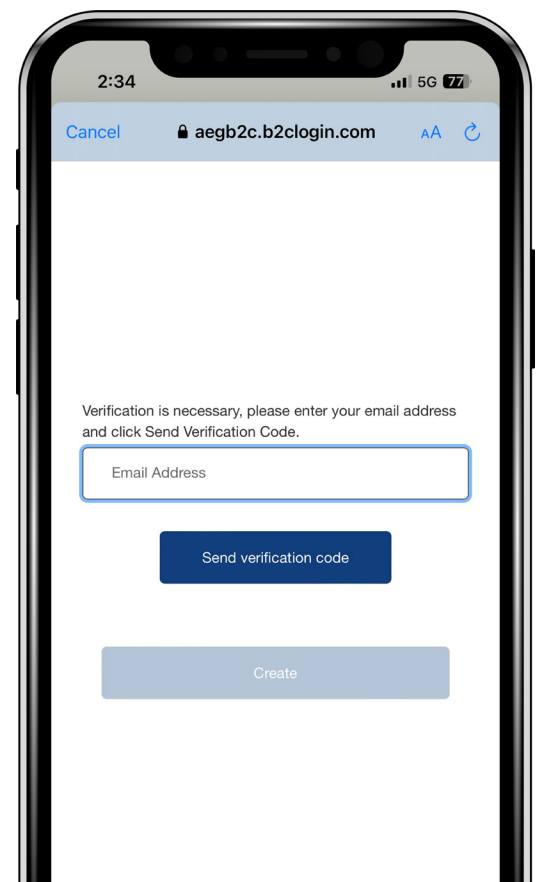 2:34
5G 77
Cancel
aegb2c.b2clogin.com
AA
Verification is necessary, please enter your email address
and click Send Verification Code.
Email Address
Send verification code
Create